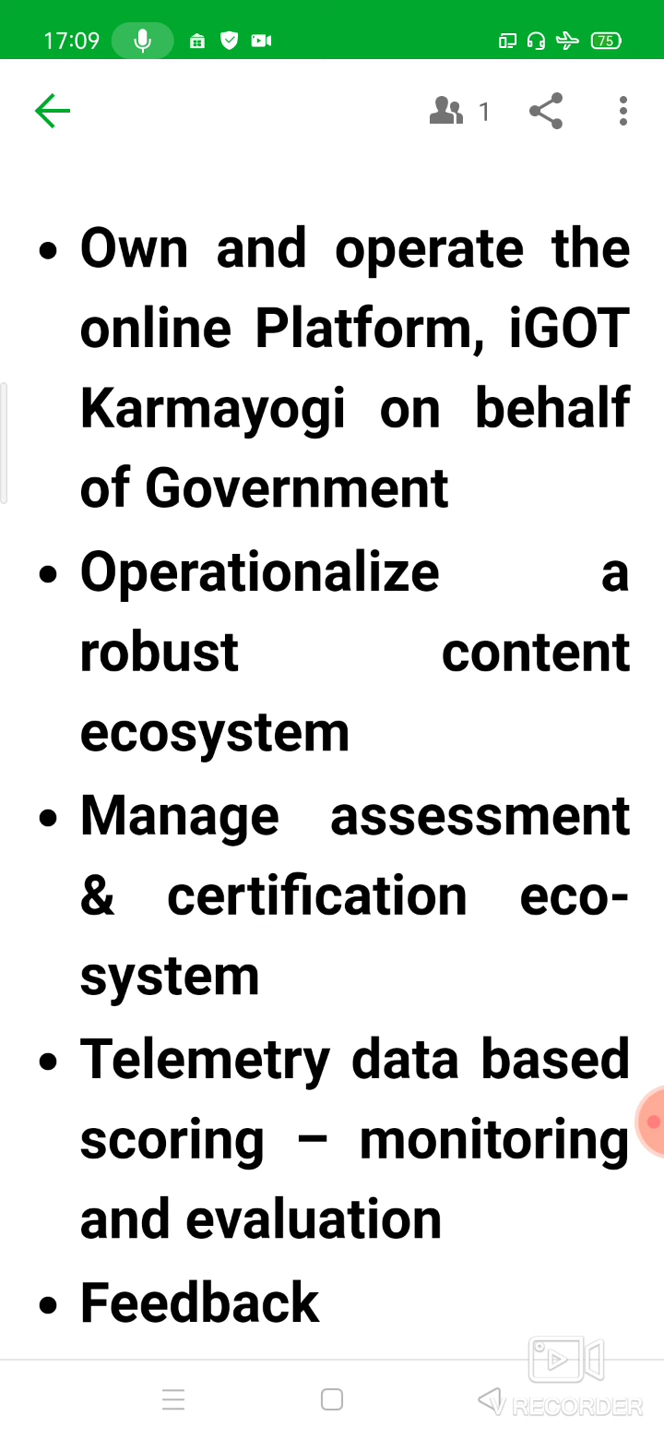 17:09
75
1
• Own and operate the
online Platform, iGOT
Karmayogi on behalf
of Government
• Operationalize a
robust content
ecosystem
• Manage assessment
& certification eco-
system
• Telemetry data based
scoring – monitoring
and evaluation
• Feedback
V RECORDER